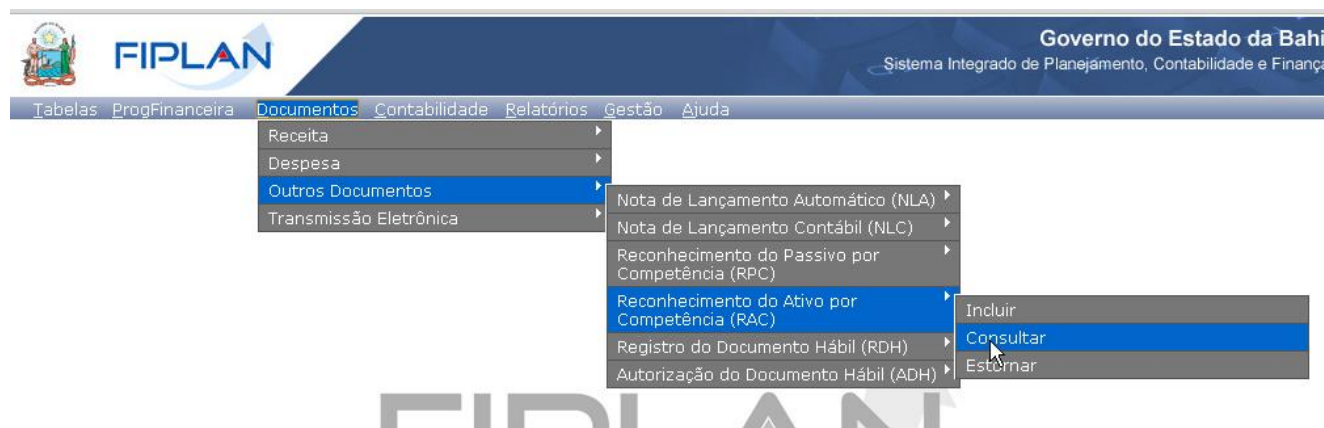 FIPLAN
Governo do Estado da Bahi
Sistema Integrado de Planejamento, Contabilidade e Finança
Tabelas ProgFinanceira Documentos Contabilidade Relatórios Gestão Ajuda
Receita
Despesa
Outros Documentos
Transmissão Eletrônica
Nota de Lançamento Automático (NLA)
Nota de Lançamento Contábil (NLC)
Reconhecimento do Passivo por
Competência (RPC)
Reconhecimento do Ativo por
Competência (RAC)
Registro do Documento Hábil (RDH)
Autorização do Documento Hábil (ADH)
Incluir
Consultar
Estornar
FIPLAN